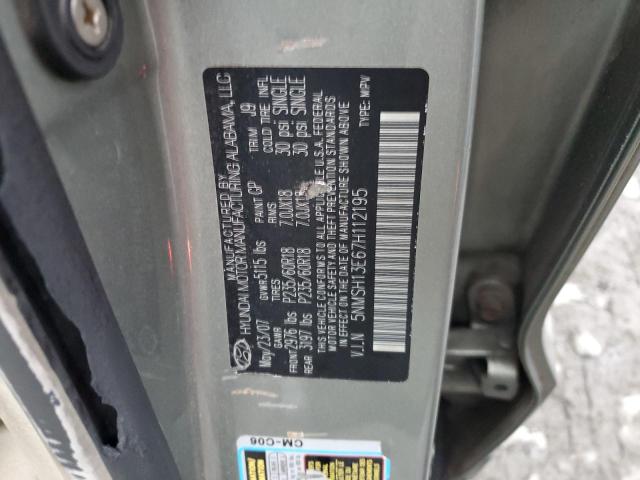 MANUFACTURED BY
HYUNDAI MOTOR MANUFACTURING ALABAMA, LLC
May/23/07 GVWR 5115 lbs PAINT GP TRIM J9
GAWR TIRES COLD TIRE INFL
FRONT 2976 lbs P235/60R18 7.0JX18 30 psi SINGLE
REAR 3197 lbs P235/60R18 7.0JX18 30 psi SINGLE
THIS VEHICLE CONFORMS TO ALL APPLICABLE U.S.A. FEDERAL
MOTOR VEHICLE SAFETY AND THEFT PREVENTION STANDARDS
IN EFFECT ON THE DATE OF MANUFACTURE SHOWN ABOVE
V.I.N 5NMSH13E67H112195 TYPE: MPV
CM-C06